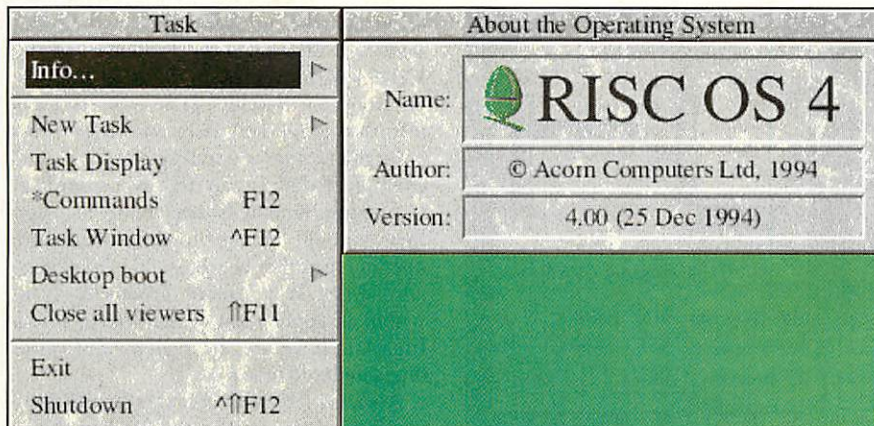 Task
Info...
New Task
Task Display
*Commands F12
Task Window ^F12
Desktop boot
Close all viewers ⇑F11
Exit
Shutdown ^⇑F12
About the Operating System
Name: RISC OS 4
Author: © Acorn Computers Ltd, 1994
Version: 4.00 (25 Dec 1994)